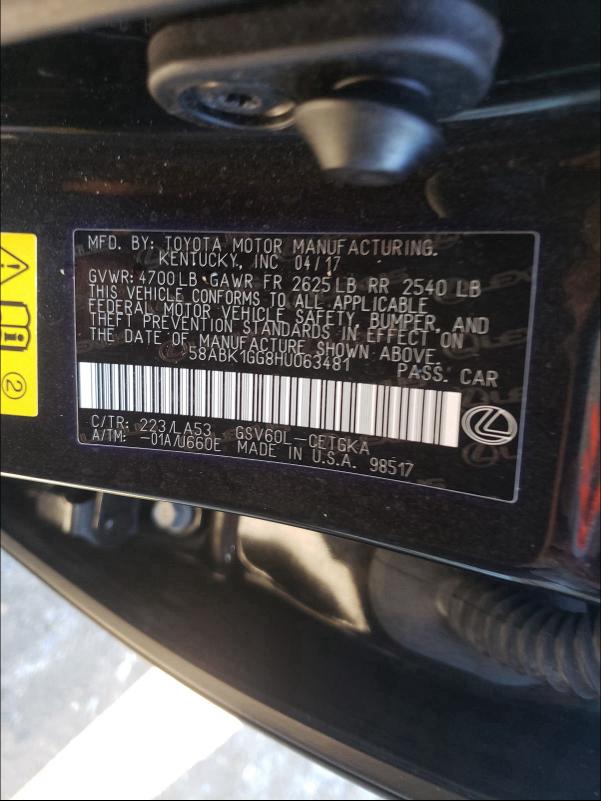 MFD. BY: TOYOTA MOTOR MANUFACTURING.
KENTUCKY, INC 04/17
GVWR: 4700 LB GAWR FR 2625 LB RR 2540 LB
THIS VEHICLE CONFORMS TO ALL APPLICABLE
FEDERAL MOTOR VEHICLE SAFETY, BUMPER, AND
THEFT PREVENTION STANDARDS IN EFFECT ON
THE DATE OF MANUFACTURE SHOWN ABOVE.
58ABK1GG8HU063481 PASS. CAR
C/TR: 223/LA53 GSV60L-CETGKA
A/TM: -01A/U660E MADE IN U.S.A. 98517
2